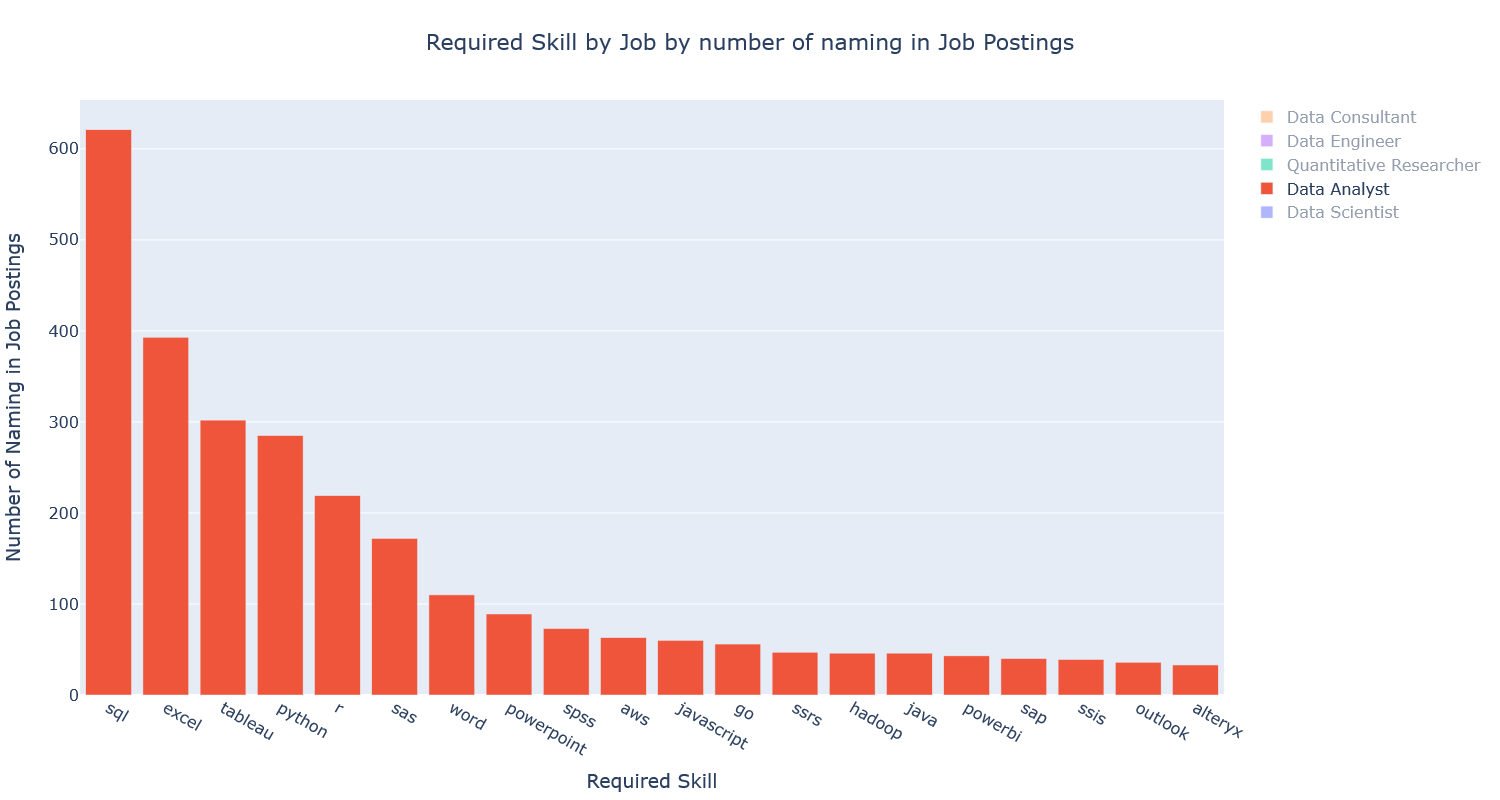 Required Skill by Job by number of naming in Job Postings
Data Consultant
Data Engineer
Quantitative Researcher
Data Analyst
Data Scientist
Number of Naming in Job Postings
600
500
400
300
200
100
0
sql
excel
tableau
python
r
sas
word
powerpoint
spss
aws
javascript
go
ssrs
hadoop
java
powerbi
sap
ssis
outlook
alteryx
Required Skill